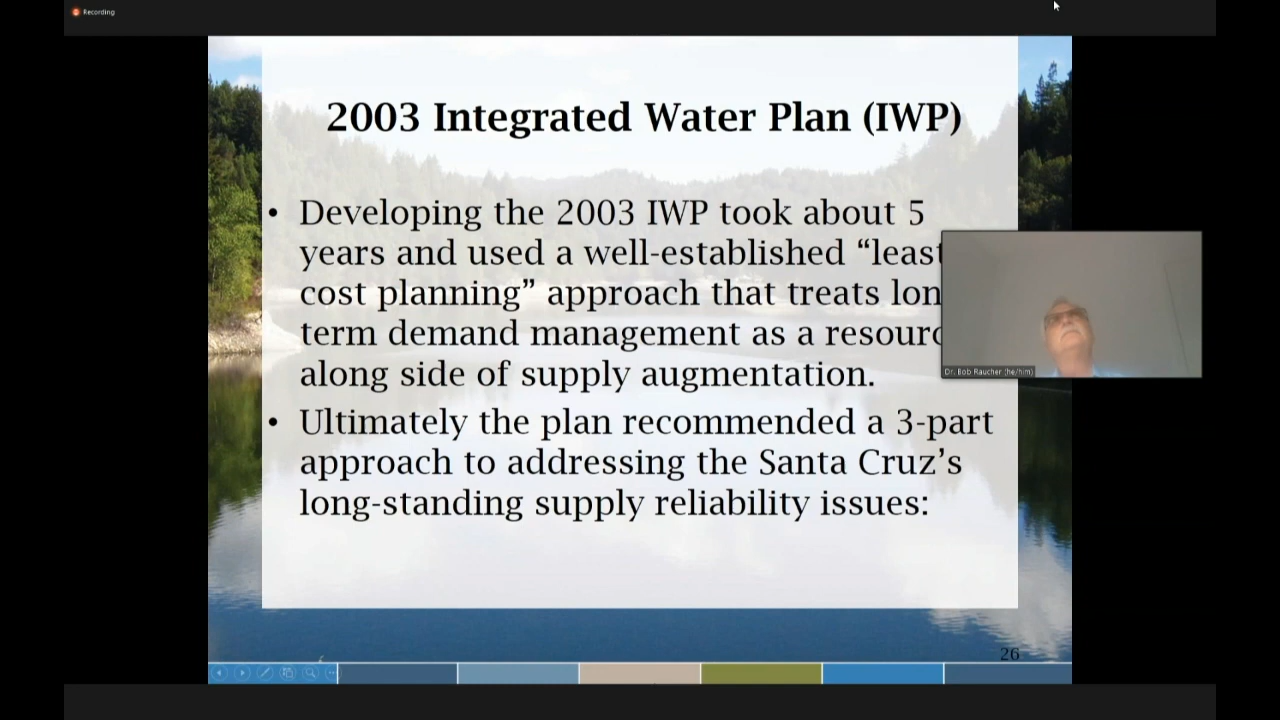 Recording
2003 Integrated Water Plan (IWP)
• Developing the 2003 IWP took about 5
years and used a well-established “least
cost planning” approach that treats lon
term demand management as a resourc
along side of supply augmentation.
Dr. Bob Raucher (he/him)
• Ultimately the plan recommended a 3-part
approach to addressing the Santa Cruz’s
long-standing supply reliability issues:
26